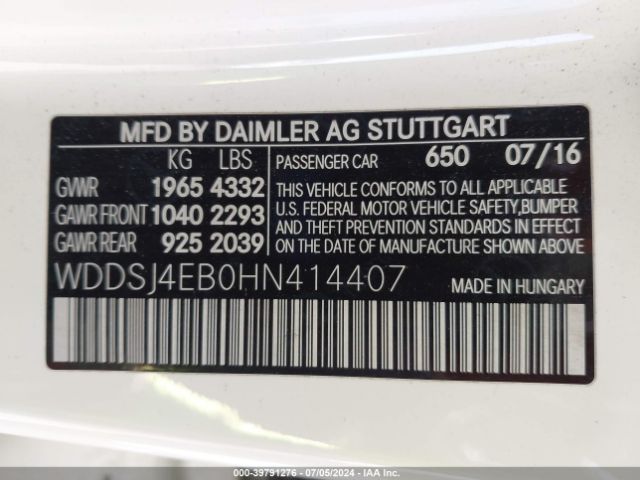 MFD BY DAIMLER AG STUTTGART
KG LBS
GVWR 1965 4332
GAWR FRONT 1040 2293
GAWR REAR 925 2039
PASSENGER CAR 650 07/16
THIS VEHICLE CONFORMS TO ALL APPLICABLE
U.S. FEDERAL MOTOR VEHICLE SAFETY,BUMPER
AND THEFT PREVENTION STANDARDS IN EFFECT
ON THE DATE OF MANUFACTURE SHOWN ABOVE
WDDSJ4EB0HN414407 MADE IN HUNGARY
000-39791276 - 07/05/2024 - IAA Inc.